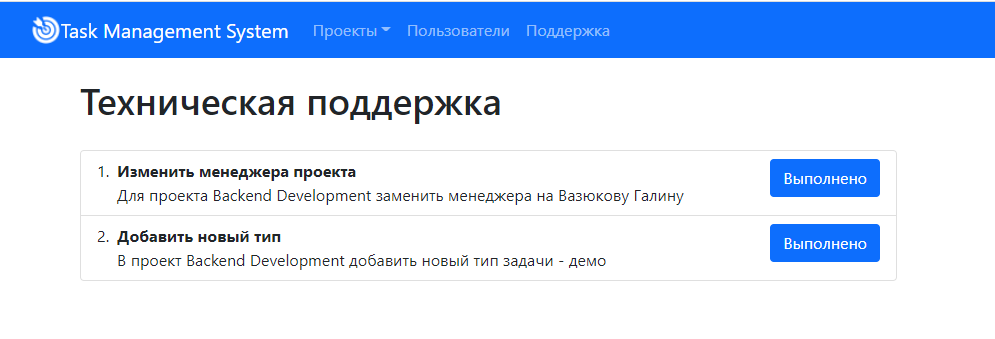 Task Management System Проекты Пользователи Поддержка
Техническая поддержка
1. Изменить менеджера проекта Выполнено
Для проекта Backend Development заменить менеджера на Вазюкову Галину
2. Добавить новый тип Выполнено
В проект Backend Development добавить новый тип задачи - демо